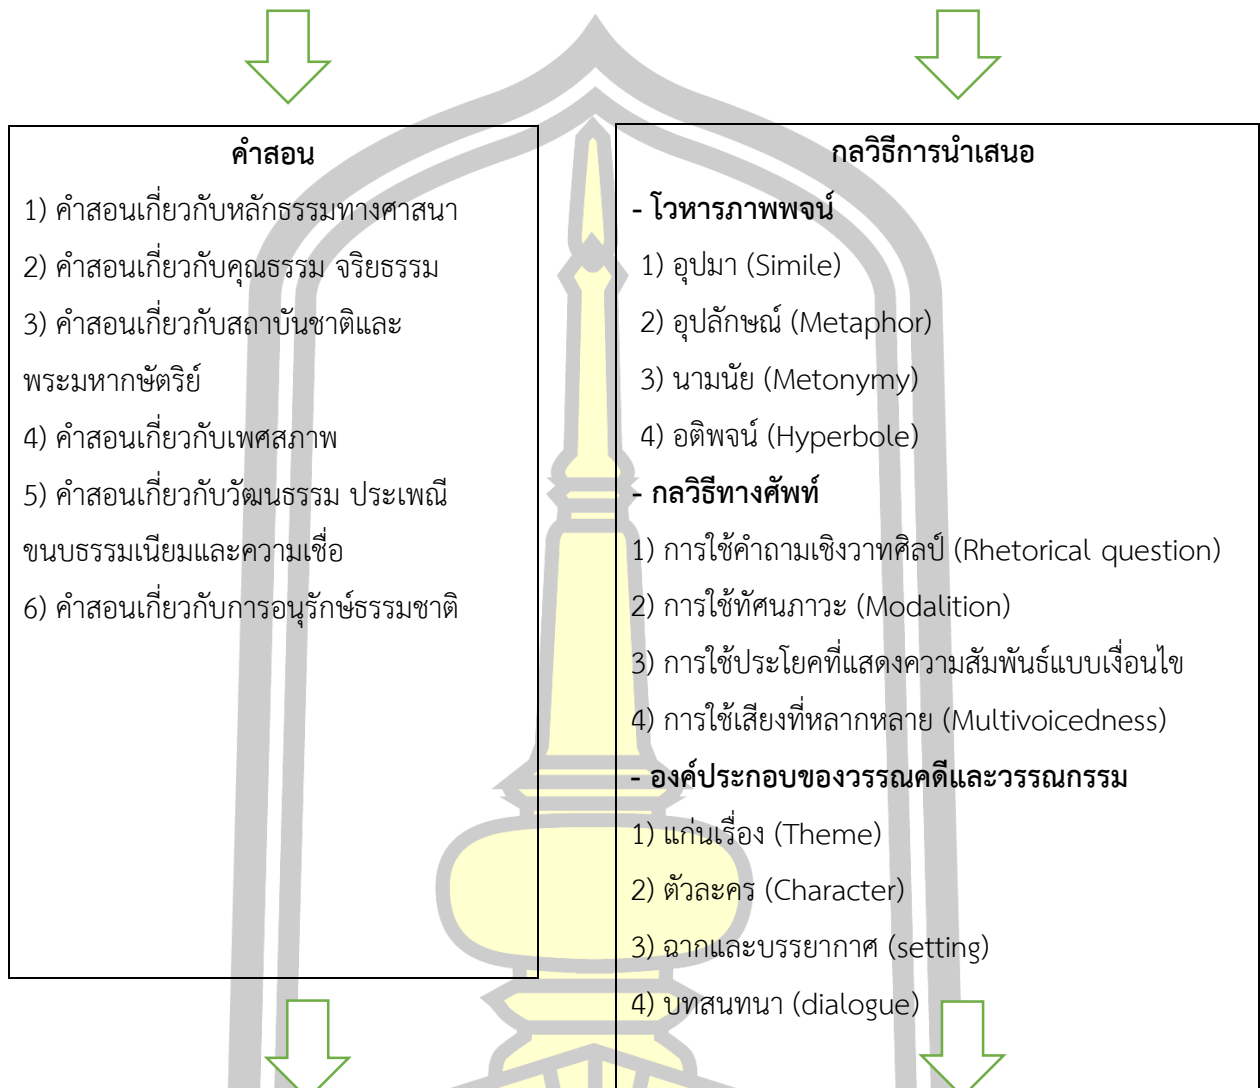 คำสอน
1) คำสอนเกี่ยวกับหลักธรรมทางศาสนา
2) คำสอนเกี่ยวกับคุณธรรม จริยธรรม
3) คำสอนเกี่ยวกับสถาบันชาติและ
พระมหากษัตริย์
4) คำสอนเกี่ยวกับเพศสภาพ
5) คำสอนเกี่ยวกับวัฒนธรรม ประเพณี
ขนบธรรมเนียมและความเชื่อ
6) คำสอนเกี่ยวกับการอนุรักษ์ธรรมชาติ
กลวิธีการนำเสนอ
- โวหารภาพพจน์
1) อุปมา (Simile)
2) อุปลักษณ์ (Metaphor)
3) นามนัย (Metonymy)
4) อติพจน์ (Hyperbole)
- กลวิธีทางศัพท์
1) การใช้คำถามเชิงวาทศิลป์ (Rhetorical question)
2) การใช้ทัศนภาวะ (Modalition)
3) การใช้ประโยคที่แสดงความสัมพันธ์แบบเงื่อนไข
4) การใช้เสียงที่หลากหลาย (Multivoicedness)
- องค์ประกอบของวรรณคดีและวรรณกรรม
1) แก่นเรื่อง (Theme)
2) ตัวละคร (Character)
3) ฉากและบรรยากาศ (setting)
4) บทสนทนา (dialogue)